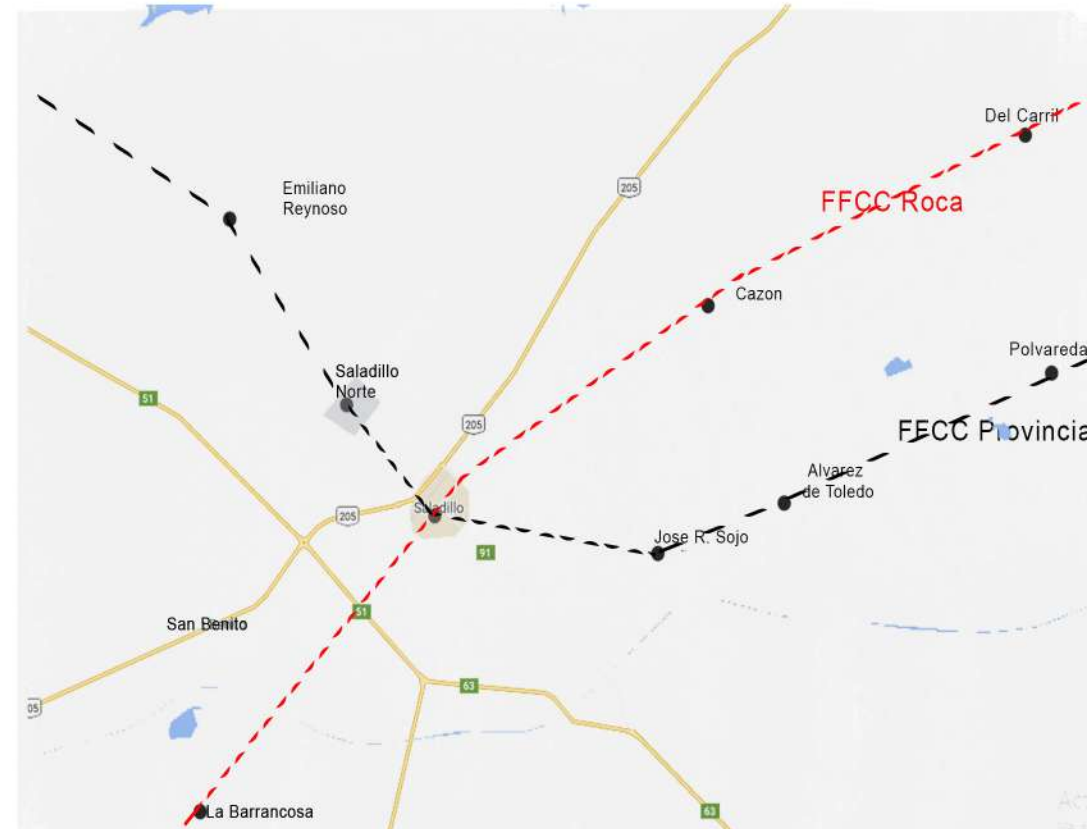 Del Carril
205
Emiliano
Reynoso
FFCC Roca
Cazon
Polvareda
Saladillo
Norte
51
205
FFCC Provincia
Alvarez
de Toledo
Saladillo
205
Jose R. Sojo
91
51
San Benito
63
05
La Barrancosa
63